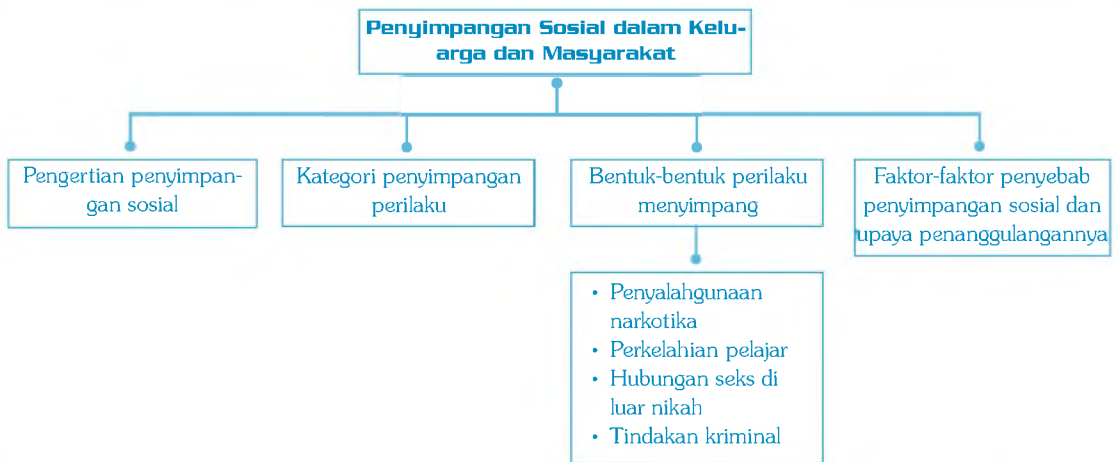 Penyimpangan Sosial dalam Kelu-
arga dan Masyarakat
Pengertian penyimpan-
gan sosial
Kategori penyimpangan
perilaku
Bentuk-bentuk perilaku
menyimpang
Faktor-faktor penyebab
penyimpangan sosial dan
upaya penanggulangannya
• Penyalahgunaan
narkotika
• Perkelahian pelajar
• Hubungan seks di
luar nikah
• Tindakan kriminal